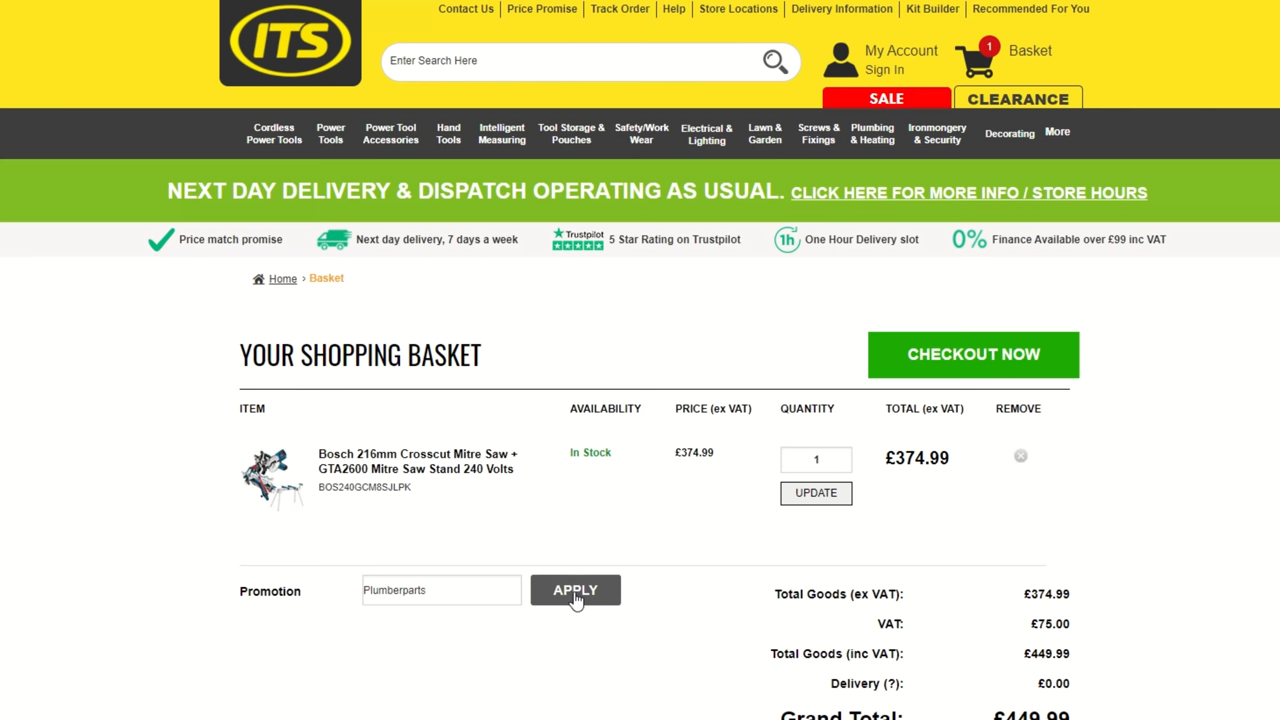 Contact Us Price Promise Track Order Help Store Locations Delivery Information Kit Builder Recommended For You
ITS
Enter Search Here
My Account
Sign In
1
Basket
SALE
CLEARANCE
Cordless Power Tools
Power Tools
Power Tool Accessories
Hand Tools
Intelligent Measuring
Tool Storage & Pouches
Safety/Work Wear
Electrical & Lighting
Lawn & Garden
Screws & Fixings
Plumbing & Heating
Ironmongery & Security
Decorating
More
NEXT DAY DELIVERY & DISPATCH OPERATING AS USUAL. CLICK HERE FOR MORE INFO / STORE HOURS
Price match promise
Next day delivery, 7 days a week
Trustpilot
5 Star Rating on Trustpilot
1h
One Hour Delivery slot
0%
Finance Available over £99 inc VAT
Home › Basket
YOUR SHOPPING BASKET
CHECKOUT NOW
ITEM AVAILABILITY PRICE (ex VAT) QUANTITY TOTAL (ex VAT) REMOVE
Bosch 216mm Crosscut Mitre Saw +
GTA2600 Mitre Saw Stand 240 Volts
BOS240GCM8SJLPK
In Stock
£374.99
1
UPDATE
£374.99
Promotion
Plumberparts
APPLY
Total Goods (ex VAT): £374.99
VAT: £75.00
Total Goods (inc VAT): £449.99
Delivery (?): £0.00
Grand Total: £449.99